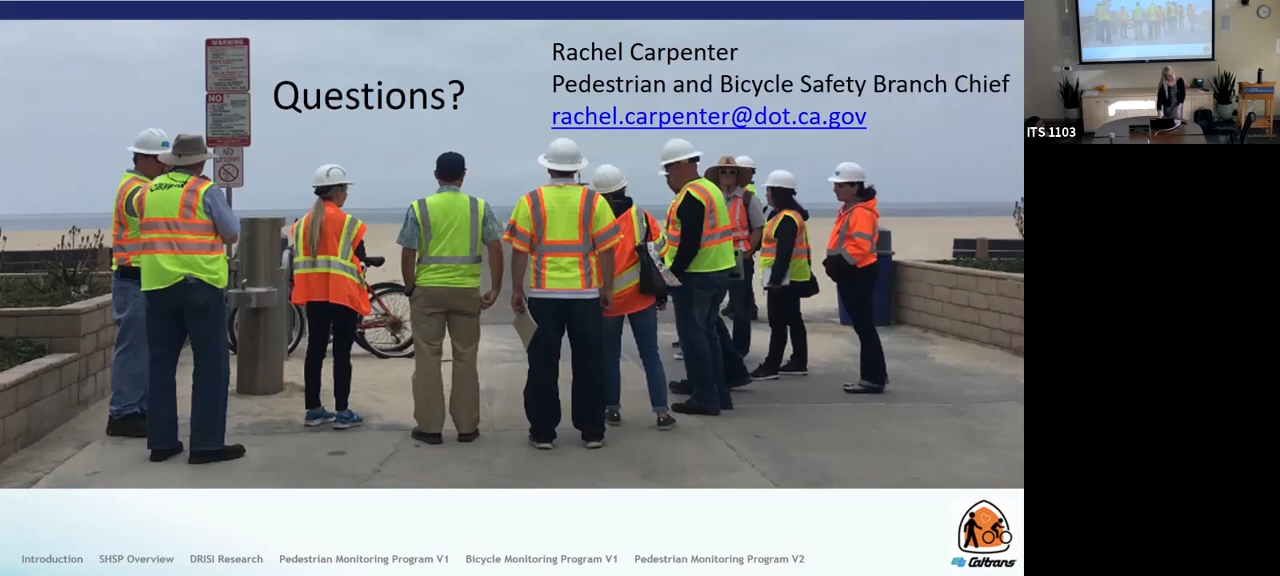 WARNING
NO
NO
Questions?
Rachel Carpenter
Pedestrian and Bicycle Safety Branch Chief
rachel.carpenter@dot.ca.gov
ITS 1103
Introduction
SHSP Overview
DRISI Research
Pedestrian Monitoring Program V1
Bicycle Monitoring Program V1
Pedestrian Monitoring Program V2
Caltrans